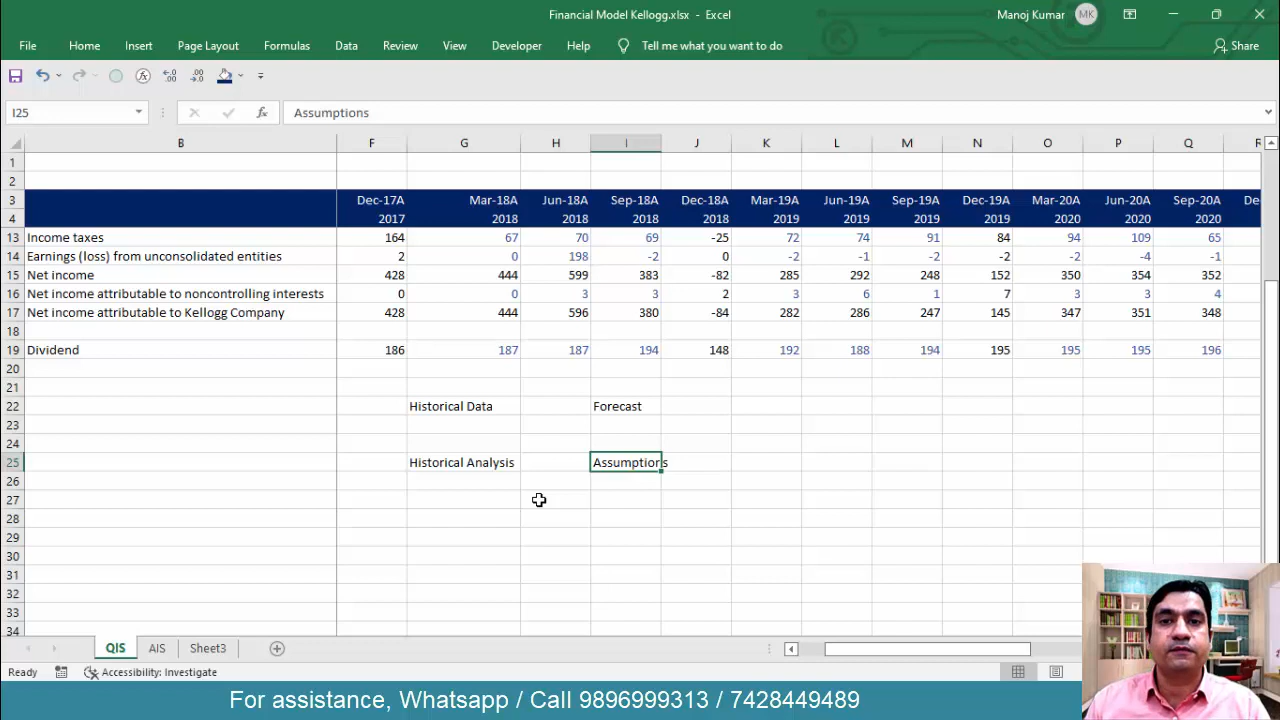 Financial Model Kellogg.xlsx - Excel
Manoj Kumar MK
File Home Insert Page Layout Formulas Data Review View Developer Help Tell me what you want to do Share
I25 fx Assumptions
B F G H I J K L M N O P Q R
1
2
3 Dec-17A Mar-18A Jun-18A Sep-18A Dec-18A Mar-19A Jun-19A Sep-19A Dec-19A Mar-20A Jun-20A Sep-20A De
4 2017 2018 2018 2018 2018 2019 2019 2019 2019 2020 2020 2020
13 Income taxes 164 67 70 69 -25 72 74 91 84 94 109 65
14 Earnings (loss) from unconsolidated entities 2 0 198 -2 0 -2 -1 -2 -2 -2 -4 -1
15 Net income 428 444 599 383 -82 285 292 248 152 350 354 352
16 Net income attributable to noncontrolling interests 0 0 3 3 2 3 6 1 7 3 3 4
17 Net income attributable to Kellogg Company 428 444 596 380 -84 282 286 247 145 347 351 348
18
19 Dividend 186 187 187 194 148 192 188 194 195 195 195 196
20
21
22 Historical Data Forecast
23
24
25 Historical Analysis Assumptions
26
27
28
29
30
31
32
33
34
QIS AIS Sheet3
Ready Accessibility: Investigate
For assistance, Whatsapp / Call 9896999313 / 7428449489